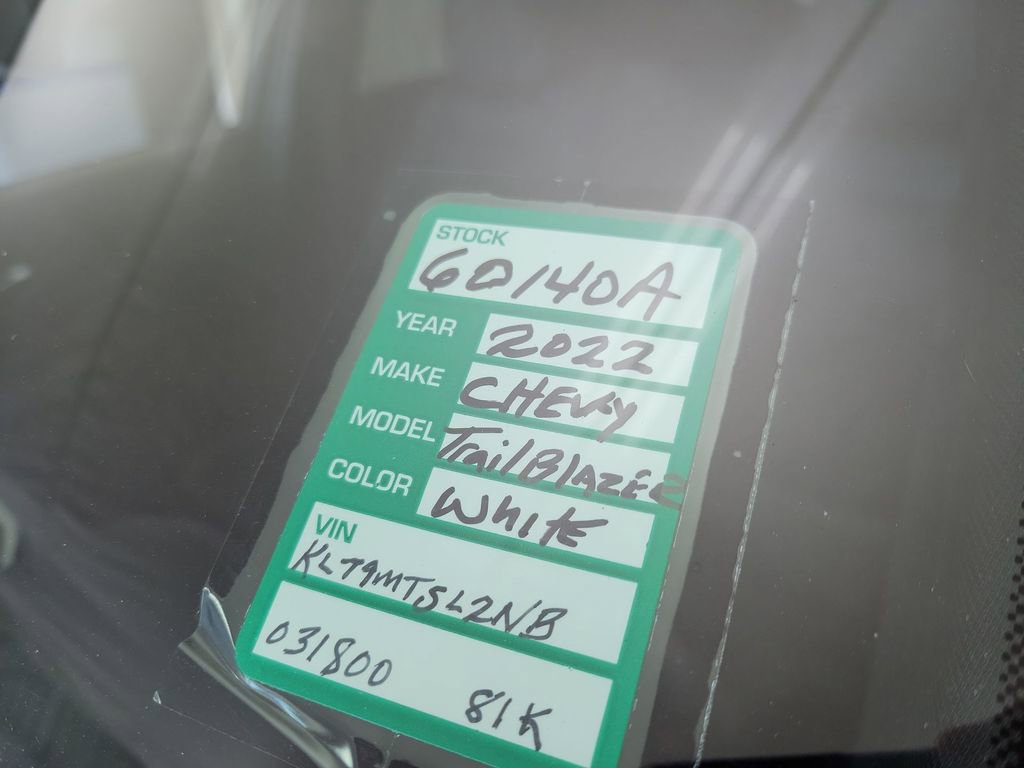 STOCK
60140A
YEAR 2022
MAKE CHEVY
MODEL TrailBlAZER
COLOR WhitE
VIN
KL79MTSL2NB
031800 81K